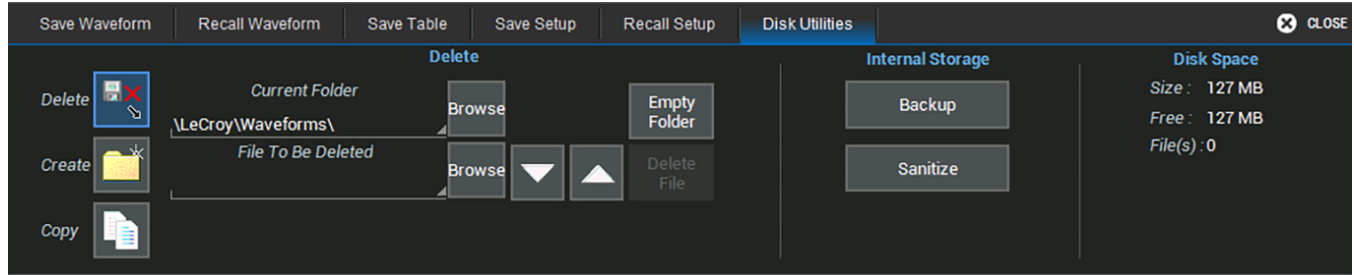 Save Waveform Recall Waveform Save Table Save Setup Recall Setup Disk Utilities CLOSE
Delete Internal Storage Disk Space
Delete
Current Folder
\LeCroy\Waveforms\
Browse
Empty
Folder
Backup
Size : 127 MB
Free : 127 MB
File(s) : 0
Create
File To Be Deleted
Browse
Delete
File
Sanitize
Copy